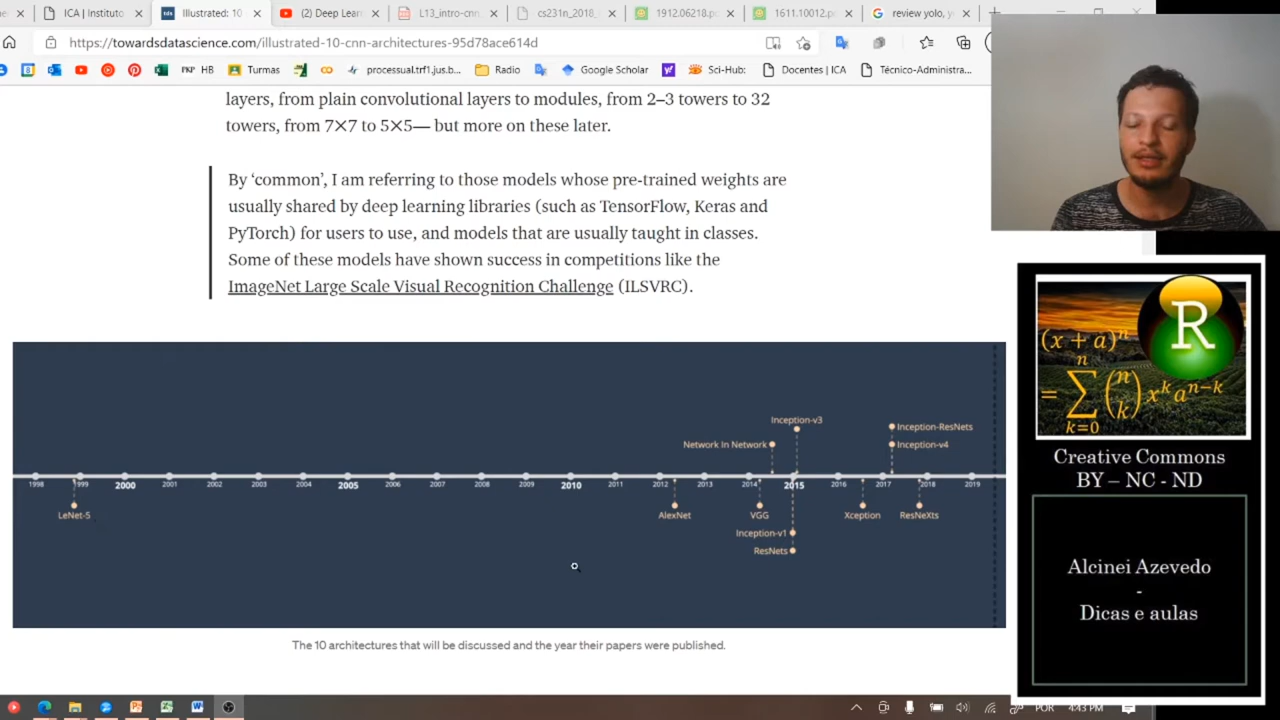 ICA | Institu
Illustrated: 10
(2) Deep Learn
L13_intro-cnn
cs231n_2018_
1912.06218.p
1611.10012.pd
review yolo, y
https://towardsdatascience.com/illustrated-10-cnn-architectures-95d78ace614d
PKP HB
Turmas
processual.trf1.jus.b...
Radio
Google Scholar
Sci-Hub:
Docentes | ICA
Técnico-Administra...
layers, from plain convolutional layers to modules, from 2–3 towers to 32
towers, from 7×7 to 5×5— but more on these later.
By ‘common’, I am referring to those models whose pre-trained weights are
usually shared by deep learning libraries (such as TensorFlow, Keras and
PyTorch) for users to use, and models that are usually taught in classes.
Some of these models have shown success in competitions like the
ImageNet Large Scale Visual Recognition Challenge (ILSVRC).
Inception-v3
Inception-ResNets
Network In Network
Inception-v4
1998 1999 2000 2001 2002 2003 2004 2005 2006 2007 2008 2009 2010 2011 2012 2013 2014 2015 2016 2017 2018 2019
LeNet-5
AlexNet
VGG
Xception
ResNeXts
Inception-v1
ResNets
The 10 architectures that will be discussed and the year their papers were published.
R
(x + a)^n
= ∑ (n k) x^k a^{n−k}
n
k=0
Creative Commons
BY – NC - ND
Alcinei Azevedo
-
Dicas e aulas
POR
4:43 PM